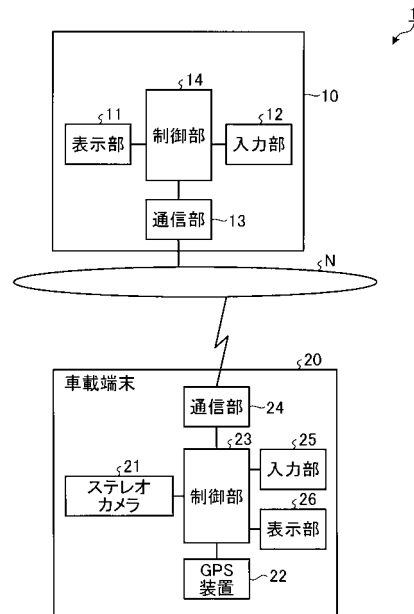 1
10
14
制御部
11
表示部
12
入力部
通信部
13
N
20
車載端末
通信部
24
23
制御部
25
入力部
21
ステレオ
カメラ
26
表示部
GPS
装置
22